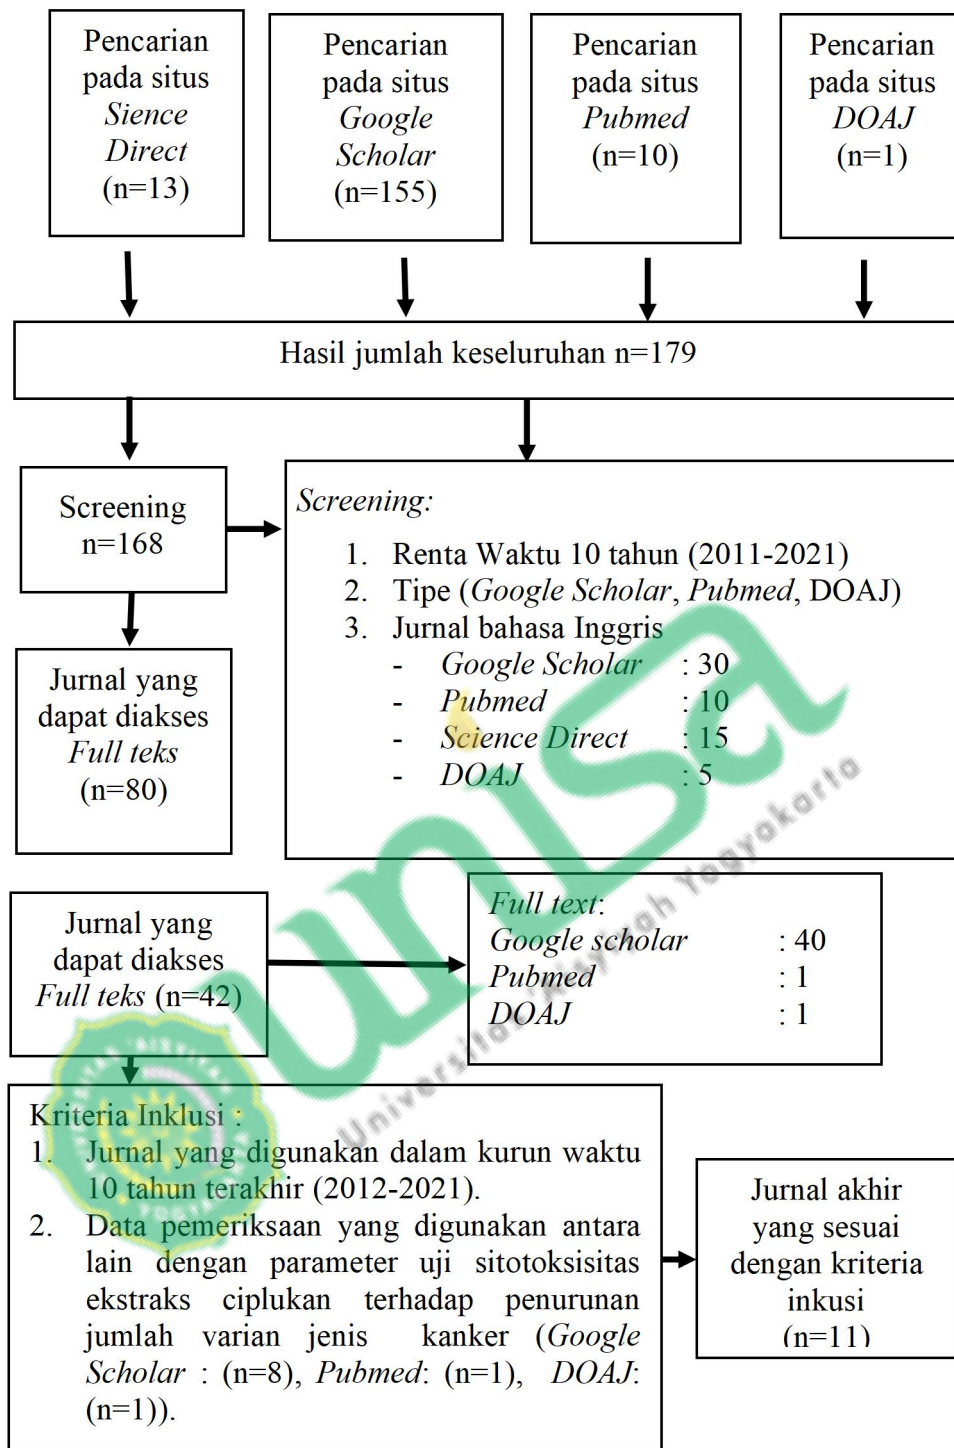 Pencarian
pada situs
Sience
Direct
(n=13)
Pencarian
pada situs
Google
Scholar
(n=155)
Pencarian
pada situs
Pubmed
(n=10)
Pencarian
pada situs
DOAJ
(n=1)
Hasil jumlah keseluruhan n=179
Screening
n=168
Screening:
1. Renta Waktu 10 tahun (2011-2021)
2. Tipe (Google Scholar, Pubmed, DOAJ)
3. Jurnal bahasa Inggris
- Google Scholar : 30
- Pubmed : 10
- Science Direct : 15
- DOAJ : 5
Jurnal yang
dapat diakses
Full teks
(n=80)
Jurnal yang
dapat diakses
Full teks (n=42)
Full text:
Google scholar : 40
Pubmed : 1
DOAJ : 1
Kriteria Inklusi :
1. Jurnal yang digunakan dalam kurun waktu
10 tahun terakhir (2012-2021).
2. Data pemeriksaan yang digunakan antara
lain dengan parameter uji sitotoksisitas
ekstraks ciplukan terhadap penurunan
jumlah varian jenis kanker (Google
Scholar : (n=8), Pubmed: (n=1), DOAJ:
(n=1)).
Jurnal akhir
yang sesuai
dengan kriteria
inkusi
(n=11)
unisa
Universitas 'Aisyiyah Yogyakarta